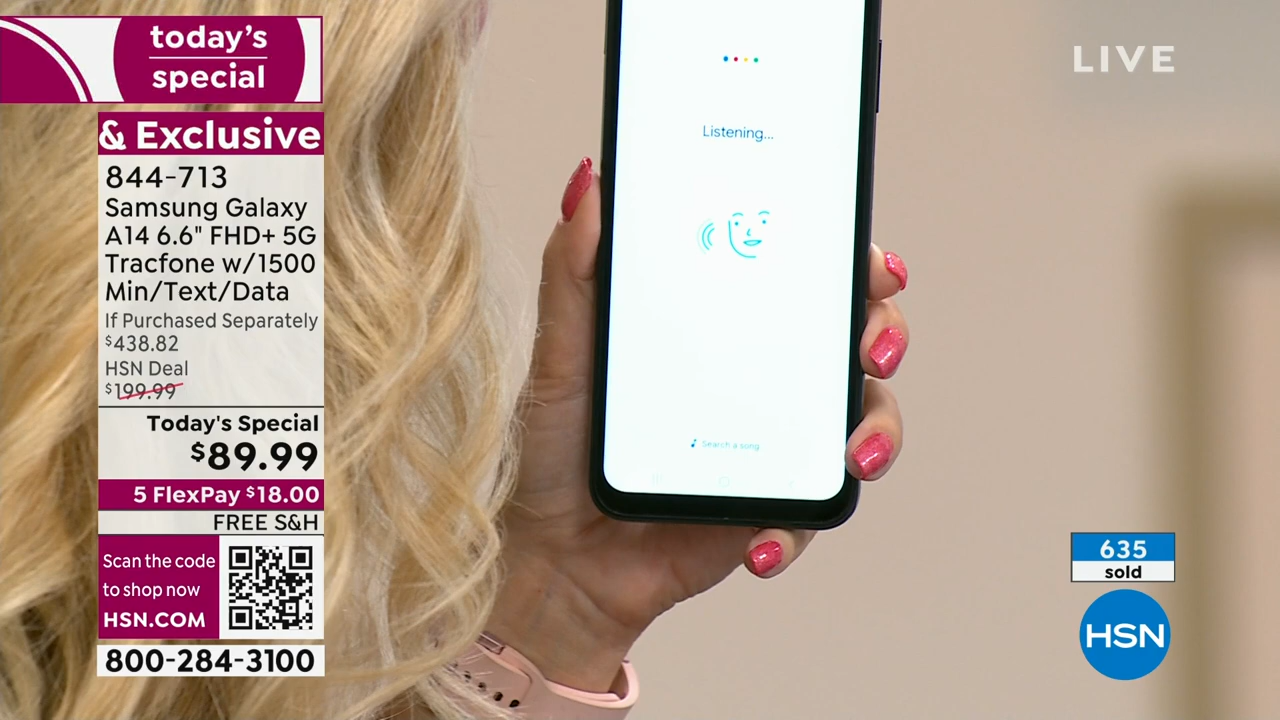 today's
special
& Exclusive
844-713
Samsung Galaxy
A14 6.6" FHD+ 5G
Tracfone w/1500
Min/Text/Data
If Purchased Separately
$438.82
HSN Deal
$199.99
Today's Special
$89.99
5 FlexPay $18.00
FREE S&H
Scan the code
to shop now
HSN.COM
800-284-3100
Listening...
Search a song
LIVE
635
sold
HSN